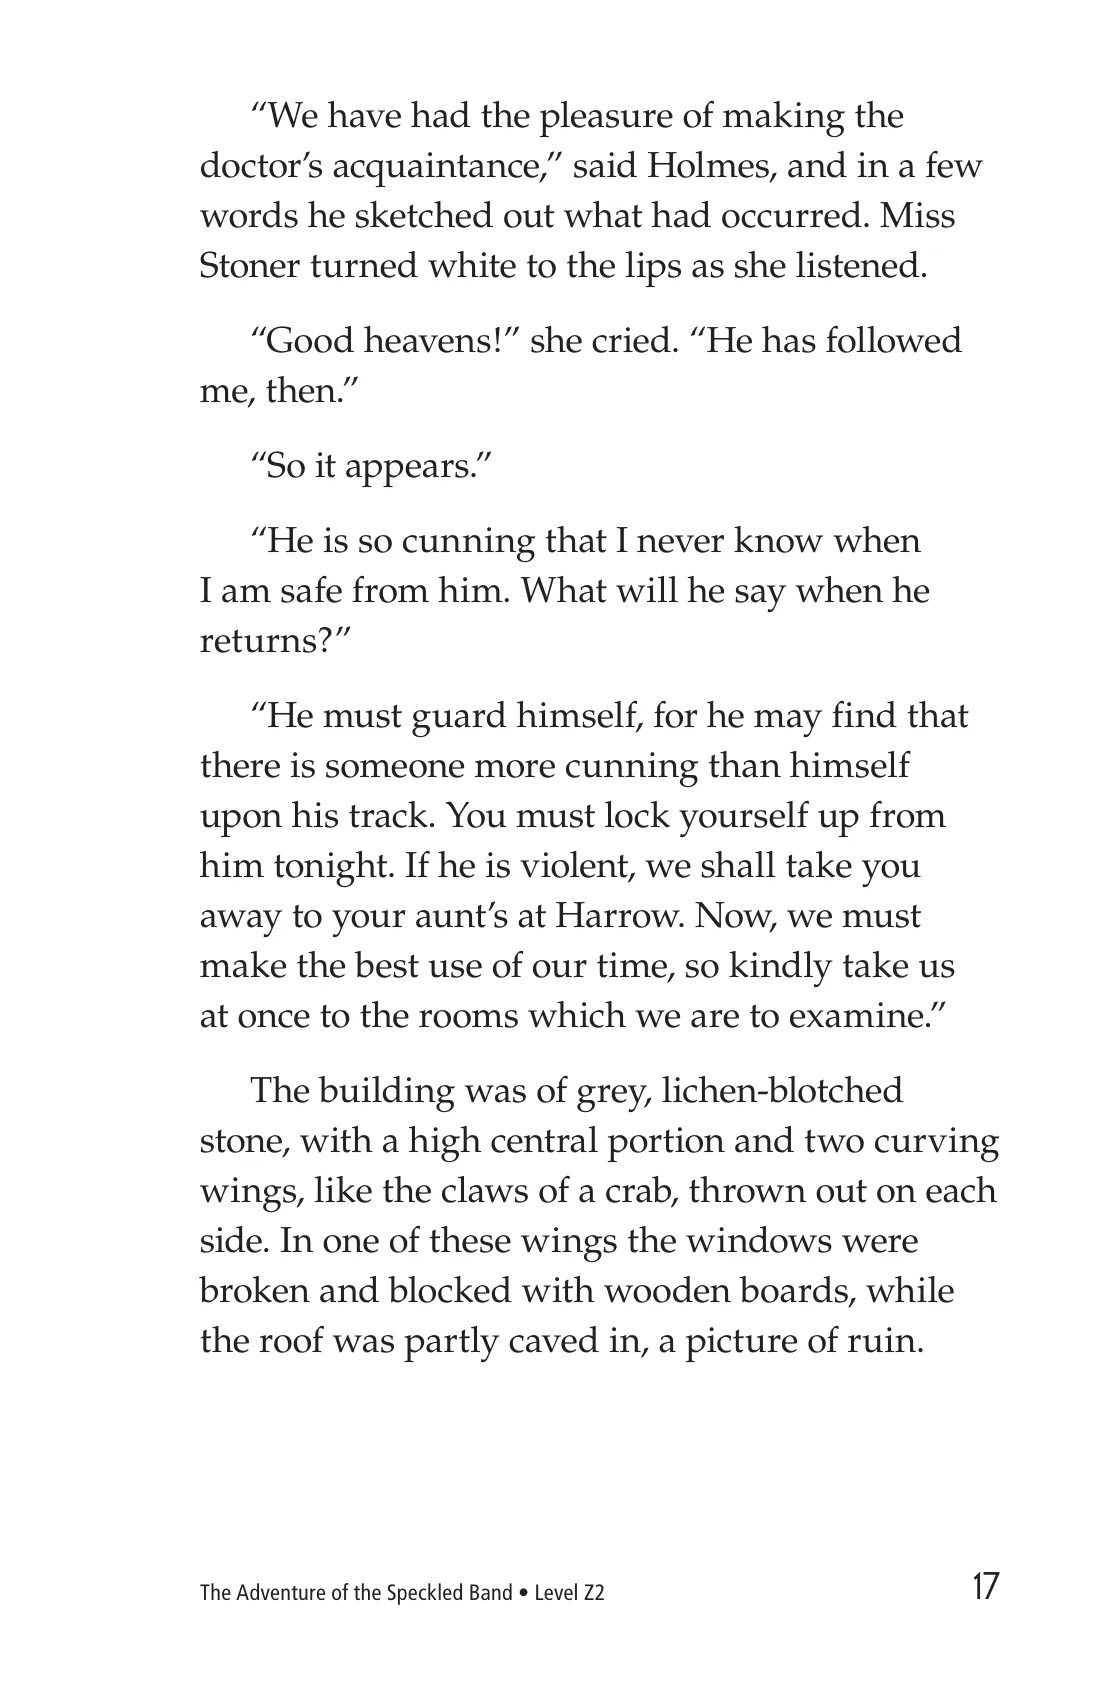 “We have had the pleasure of making the
doctor’s acquaintance,” said Holmes, and in a few
words he sketched out what had occurred. Miss
Stoner turned white to the lips as she listened.
“Good heavens!” she cried. “He has followed
me, then.”
“So it appears.”
“He is so cunning that I never know when
I am safe from him. What will he say when he
returns?”
“He must guard himself, for he may find that
there is someone more cunning than himself
upon his track. You must lock yourself up from
him tonight. If he is violent, we shall take you
away to your aunt’s at Harrow. Now, we must
make the best use of our time, so kindly take us
at once to the rooms which we are to examine.”
The building was of grey, lichen-blotched
stone, with a high central portion and two curving
wings, like the claws of a crab, thrown out on each
side. In one of these wings the windows were
broken and blocked with wooden boards, while
the roof was partly caved in, a picture of ruin.
The Adventure of the Speckled Band • Level Z2
17